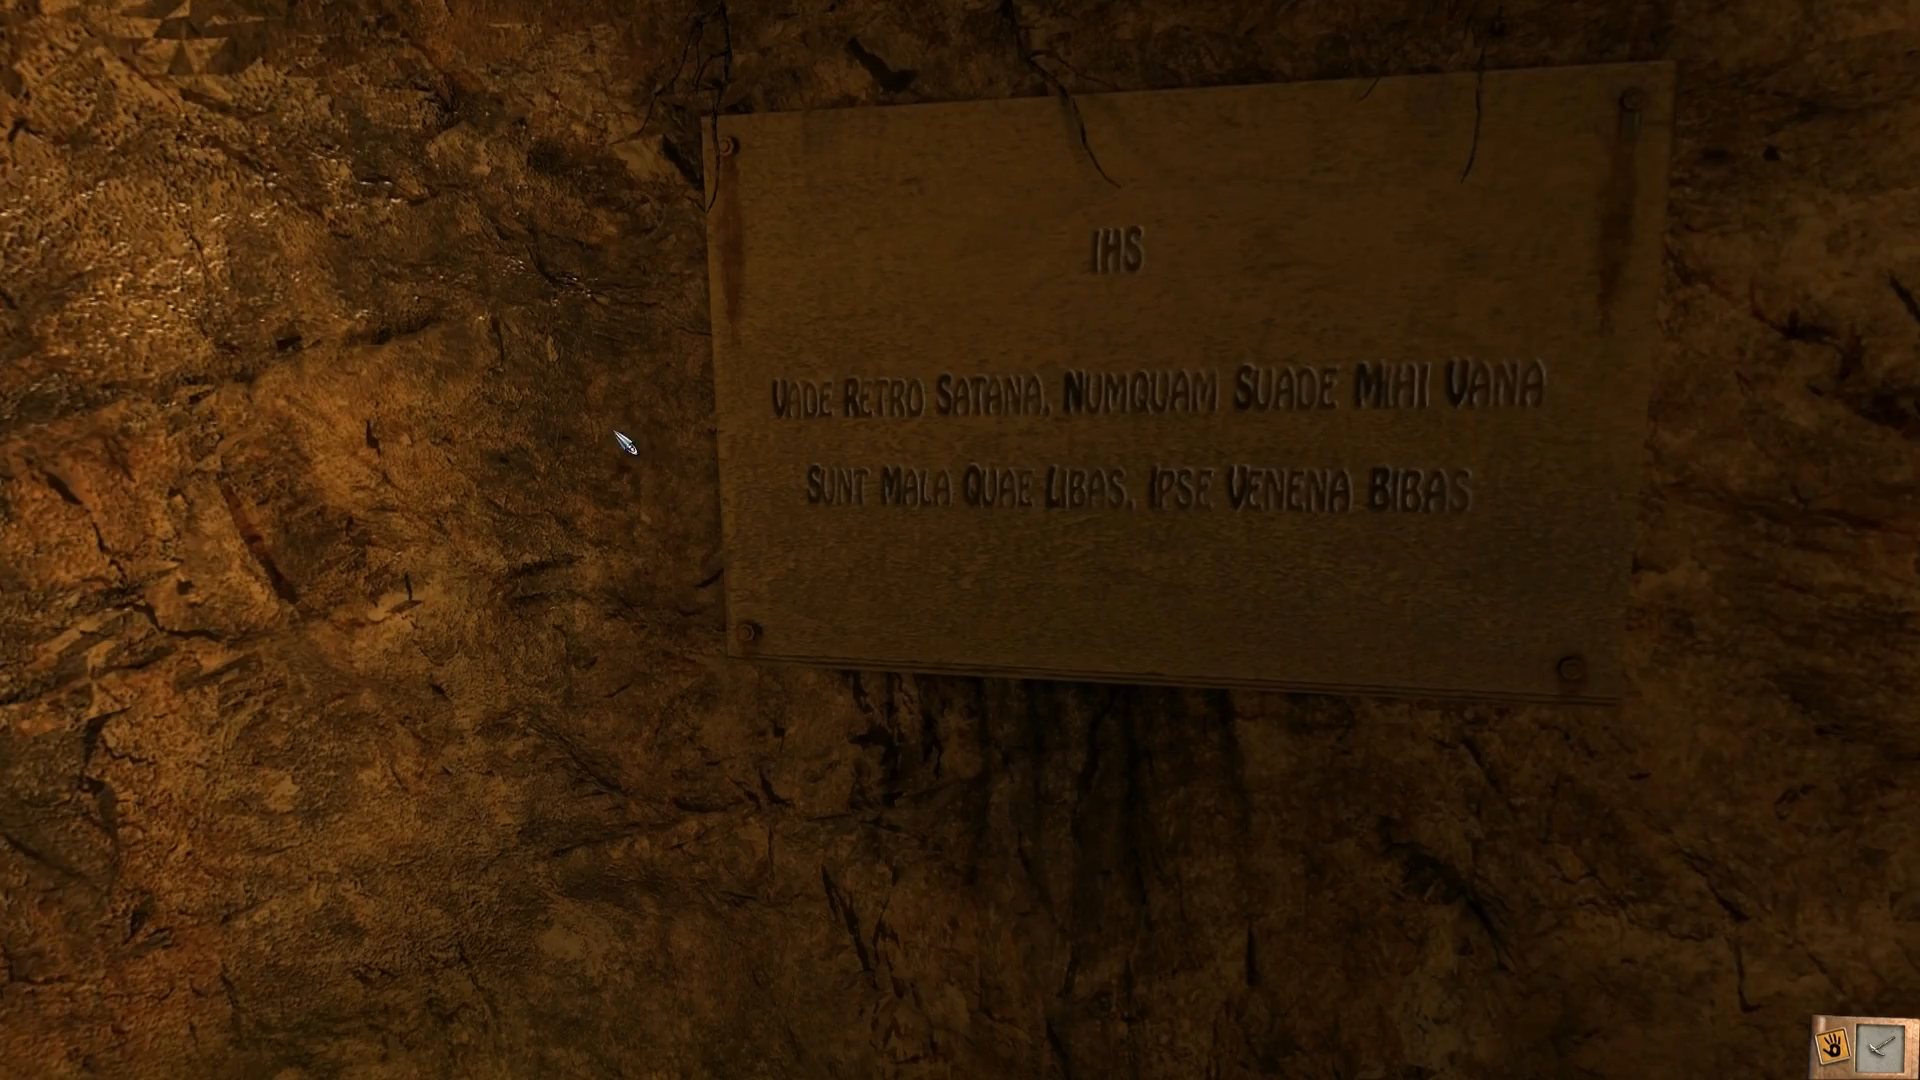 IHS
VADE RETRO SATANA, NUMQUAM SUADE MIHI VANA
SUNT MALA QUAE LIBAS, IPSE VENENA BIBAS